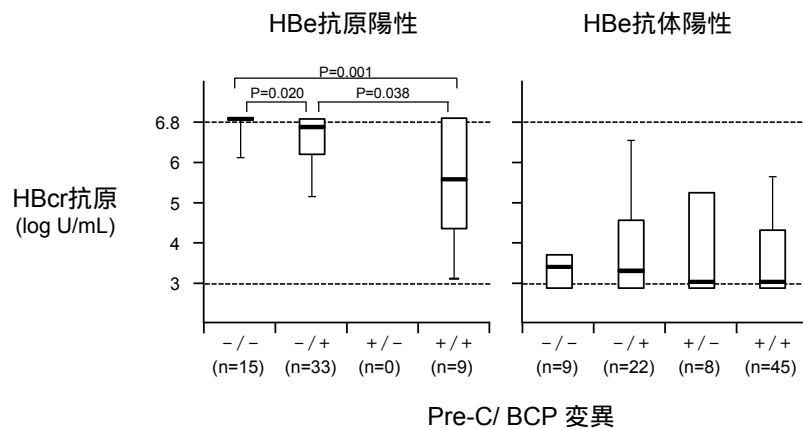 HBe抗原陽性
HBe抗体陽性
P=0.001
P=0.020
P=0.038
6.8
6
5
4
3
HBcr抗原
(log U/mL)
－/－
－/＋
＋/－
＋/＋
－/－
－/＋
＋/－
＋/＋
(n=15)
(n=33)
(n=0)
(n=9)
(n=9)
(n=22)
(n=8)
(n=45)
Pre-C/ BCP 変異